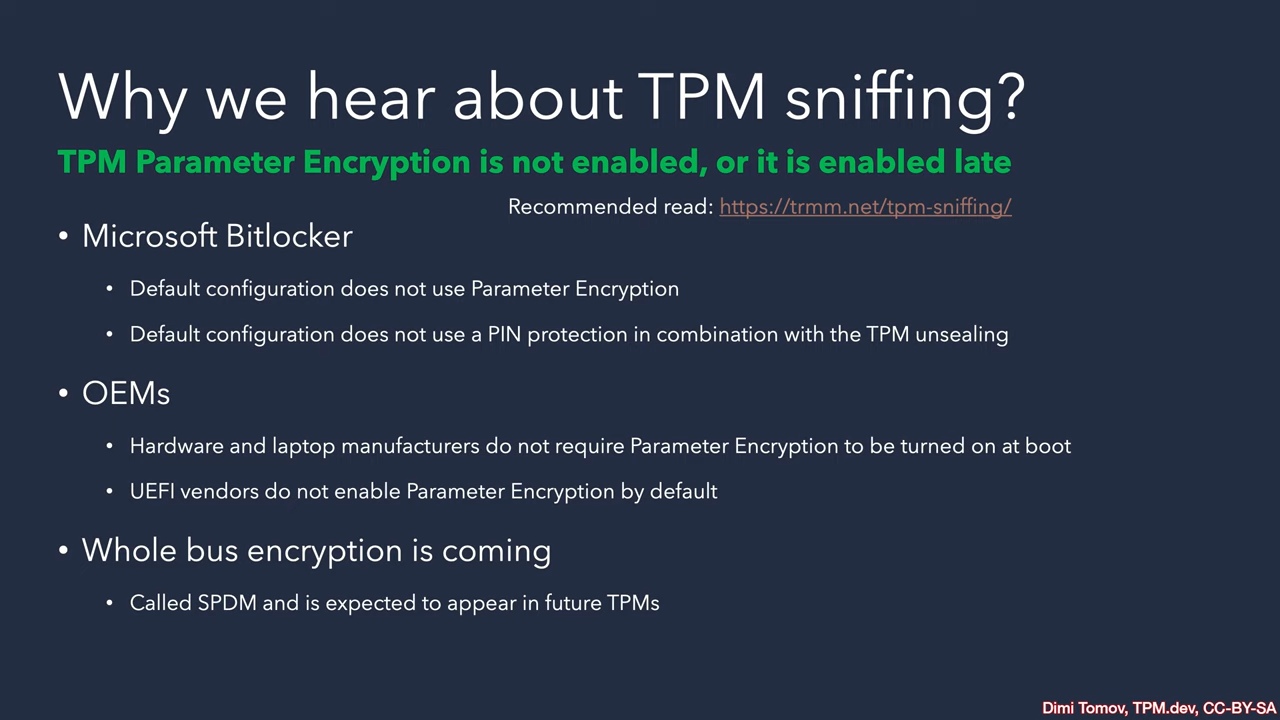 Why we hear about TPM sniffing?
TPM Parameter Encryption is not enabled, or it is enabled late
Recommended read: https://trmm.net/tpm-sniffing/
• Microsoft Bitlocker
• Default configuration does not use Parameter Encryption
• Default configuration does not use a PIN protection in combination with the TPM unsealing
• OEMs
• Hardware and laptop manufacturers do not require Parameter Encryption to be turned on at boot
• UEFI vendors do not enable Parameter Encryption by default
• Whole bus encryption is coming
• Called SPDM and is expected to appear in future TPMs
Dimi Tomov, TPM.dev, CC-BY-SA